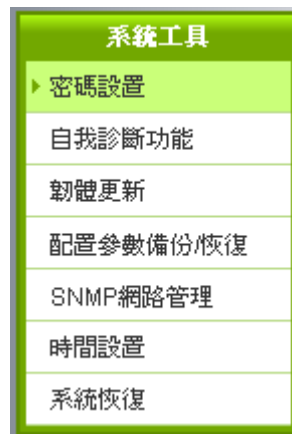 系統工具
密碼設置
自我診斷功能
韌體更新
配置參數備份/恢復
SNMP網路管理
時間設置
系統恢復